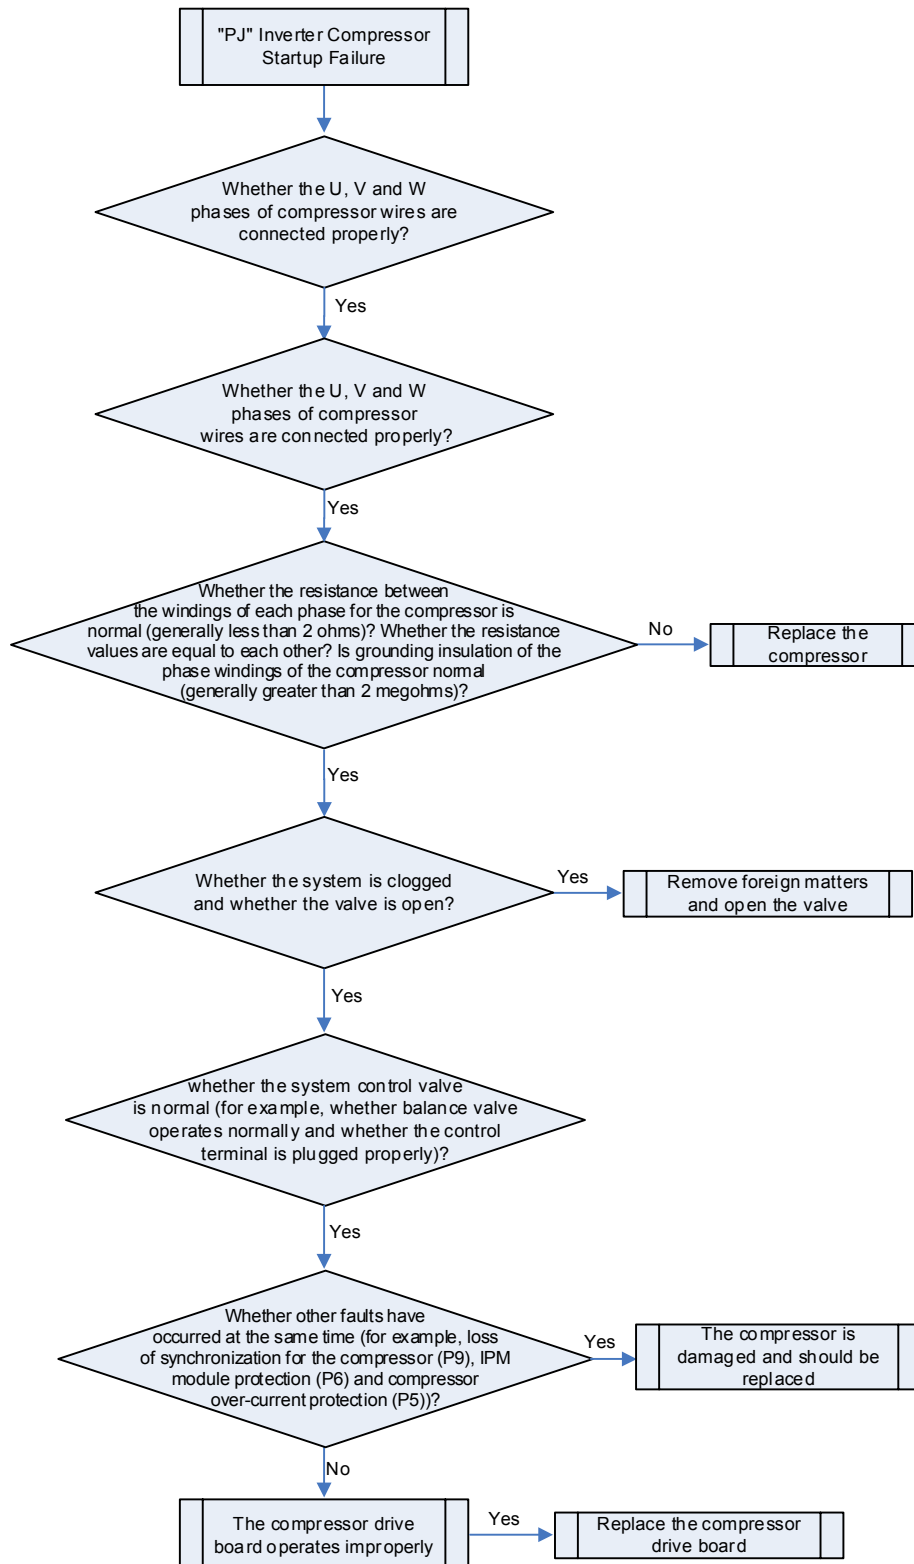 "PJ" Inverter Compressor
Startup Failure
Whether the U, V and W
phases of compressor wires are
connected properly?
Yes
Whether the U, V and W
phases of compressor
wires are connected properly?
Yes
Whether the resistance between
the windings of each phase for the compressor is
normal (generally less than 2 ohms)? Whether the resistance
values are equal to each other? Is grounding insulation of the
phase windings of the compressor normal
(generally greater than 2 megohms)?
No
Replace the
compressor
Yes
Whether the system is clogged
and whether the valve is open?
Yes
Remove foreign matters
and open the valve
Yes
whether the system control valve
is normal (for example, whether balance valve
operates normally and whether the control
terminal is plugged properly)?
Yes
Whether other faults have
occurred at the same time (for example, loss
of synchronization for the compressor (P9), IPM
module protection (P6) and compressor
over-current protection (P5))?
Yes
The compressor is
damaged and should be
replaced
No
The compressor drive
board operates improperly
Yes
Replace the compressor
drive board